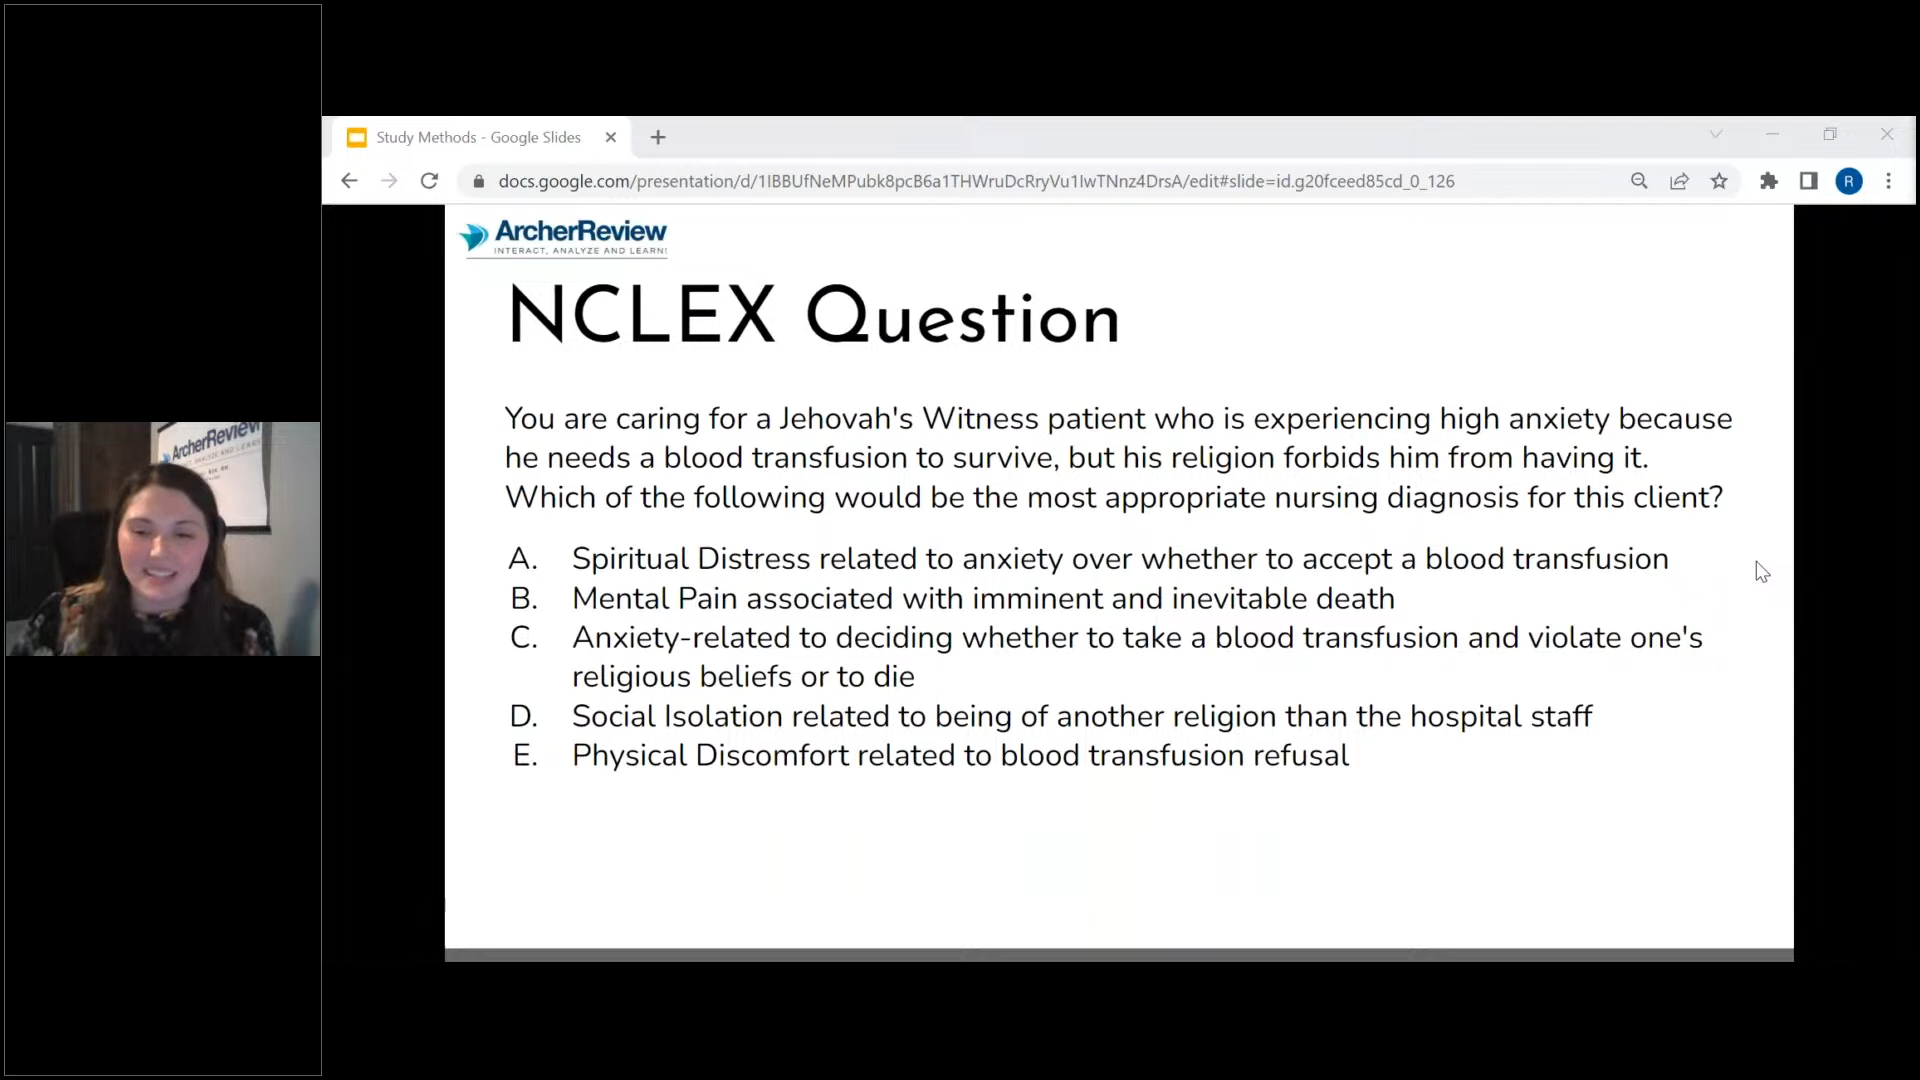 Study Methods - Google Slides
docs.google.com/presentation/d/1IBBUfNeMPubk8pcB6a1THWruDcRryVu1IwTNnz4DrsA/edit#slide=id.g20fceed85cd_0_126
R
ArcherReview
INTERACT, ANALYZE AND LEARN!
NCLEX Question
You are caring for a Jehovah's Witness patient who is experiencing high anxiety because
he needs a blood transfusion to survive, but his religion forbids him from having it.
Which of the following would be the most appropriate nursing diagnosis for this client?
A. Spiritual Distress related to anxiety over whether to accept a blood transfusion
B. Mental Pain associated with imminent and inevitable death
C. Anxiety-related to deciding whether to take a blood transfusion and violate one's
religious beliefs or to die
D. Social Isolation related to being of another religion than the hospital staff
E. Physical Discomfort related to blood transfusion refusal
ArcherReview